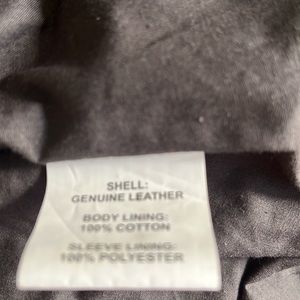 SHELL:
GENUINE LEATHER
BODY LINING:
100% COTTON
SLEEVE LINING:
100% POLYESTER